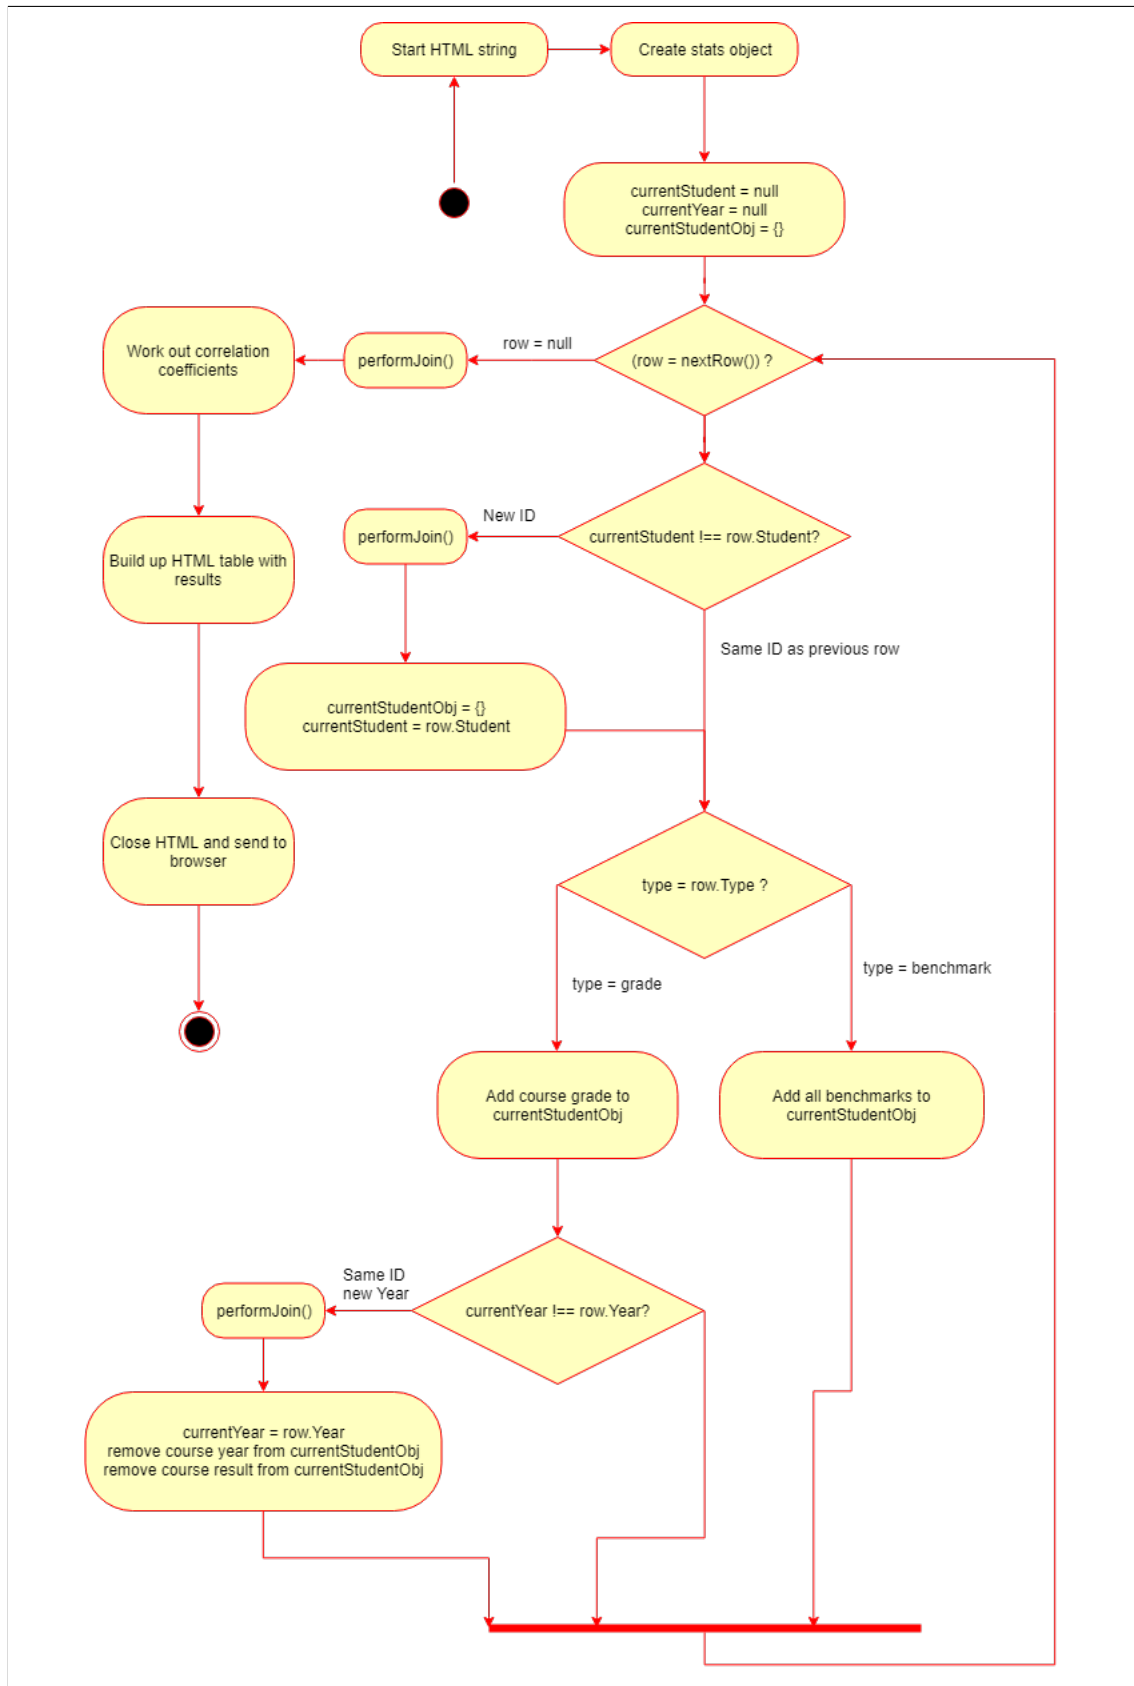 Start HTML string
Create stats object
currentStudent = null
currentYear = null
currentStudentObj = {}
(row = nextRow()) ?
row = null
performJoin()
Work out correlation
coefficients
Build up HTML table with
results
Close HTML and send to
browser
currentStudent !== row.Student?
New ID
performJoin()
currentStudentObj = {}
currentStudent = row.Student
Same ID as previous row
type = row.Type ?
type = grade
type = benchmark
Add course grade to
currentStudentObj
Add all benchmarks to
currentStudentObj
currentYear !== row.Year?
Same ID
new Year
performJoin()
currentYear = row.Year
remove course year from currentStudentObj
remove course result from currentStudentObj